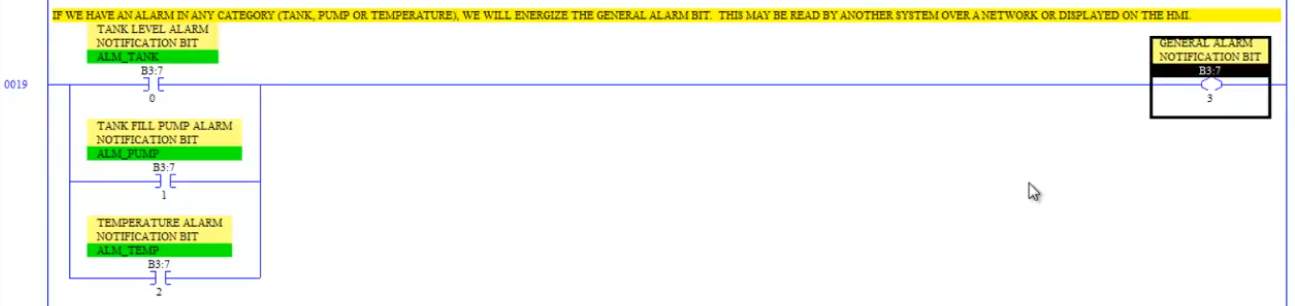 IF WE HAVE AN ALARM IN ANY CATEGORY (TANK, PUMP OR TEMPERATURE), WE WILL ENERGIZE THE GENERAL ALARM BIT.  THIS MAY BE READ BY ANOTHER SYSTEM OVER A NETWORK OR DISPLAYED ON THE HMI.
TANK LEVEL ALARM
NOTIFICATION BIT
ALM_TANK
B3:7
0
GENERAL ALARM
NOTIFICATION BIT
B3:7
3
0019
TANK FILL PUMP ALARM
NOTIFICATION BIT
ALM_PUMP
B3:7
1
TEMPERATURE ALARM
NOTIFICATION BIT
ALM_TEMP
B3:7
2